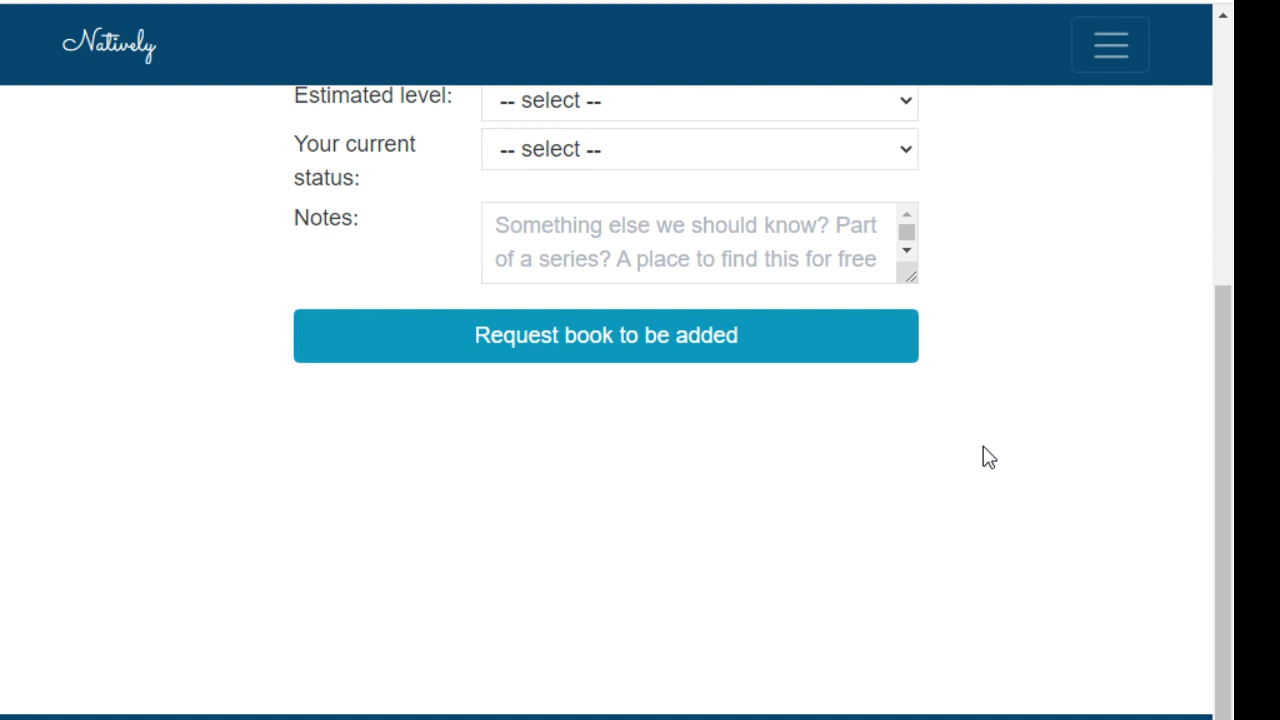 Natively
Estimated level:
-- select --
Your current
status:
-- select --
Notes:
Something else we should know? Part
of a series? A place to find this for free
Request book to be added